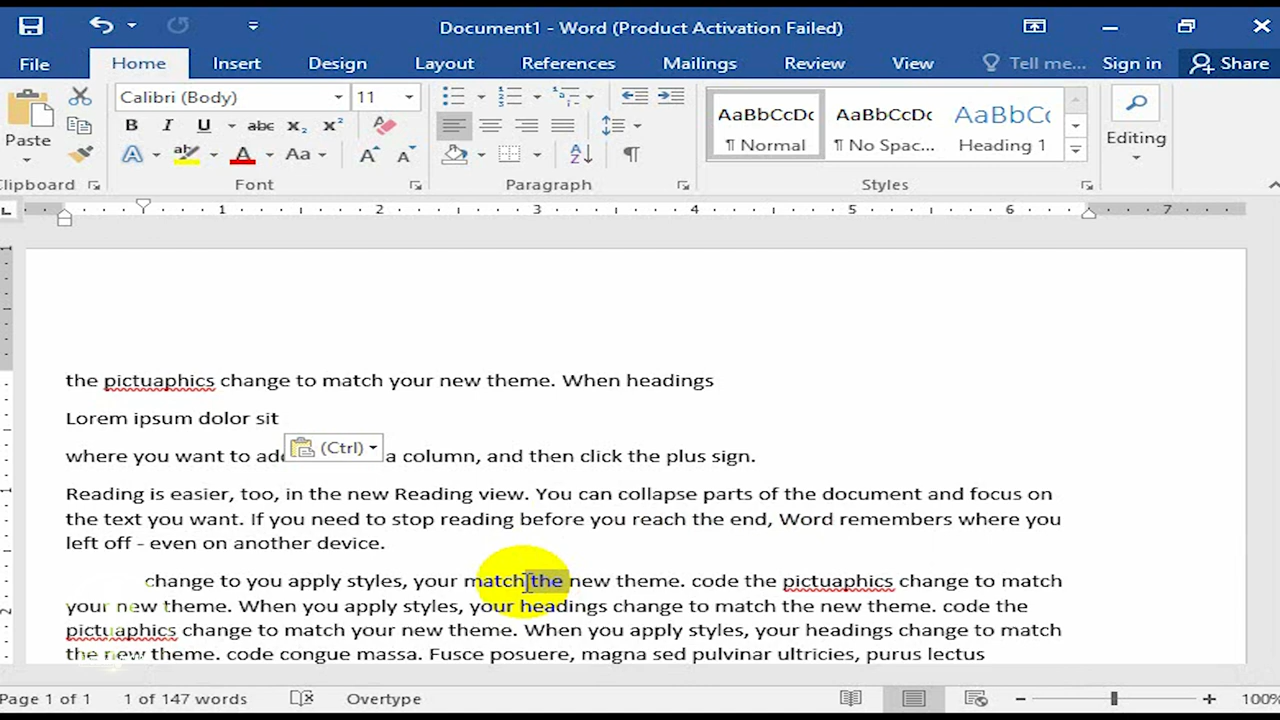 Document1 - Word (Product Activation Failed)
File Home Insert Design Layout References Mailings Review View Tell me... Sign in Share
Paste
Calibri (Body) 11
AaBbCcDc AaBbCcDc AaBbCc
¶ Normal ¶ No Spac... Heading 1
Editing
Clipboard Font Paragraph Styles
1 2 3 4 5 6 7
the pictuaphics change to match your new theme. When headings
Lorem ipsum dolor sit
(Ctrl)
where you want to add a column, and then click the plus sign.
Reading is easier, too, in the new Reading view. You can collapse parts of the document and focus on
the text you want. If you need to stop reading before you reach the end, Word remembers where you
left off - even on another device.
change to you apply styles, your match the new theme. code the pictuaphics change to match
your new theme. When you apply styles, your headings change to match the new theme. code the
pictuaphics change to match your new theme. When you apply styles, your headings change to match
the new theme. code congue massa. Fusce posuere, magna sed pulvinar ultricies, purus lectus
Page 1 of 1 1 of 147 words Overtype 100%